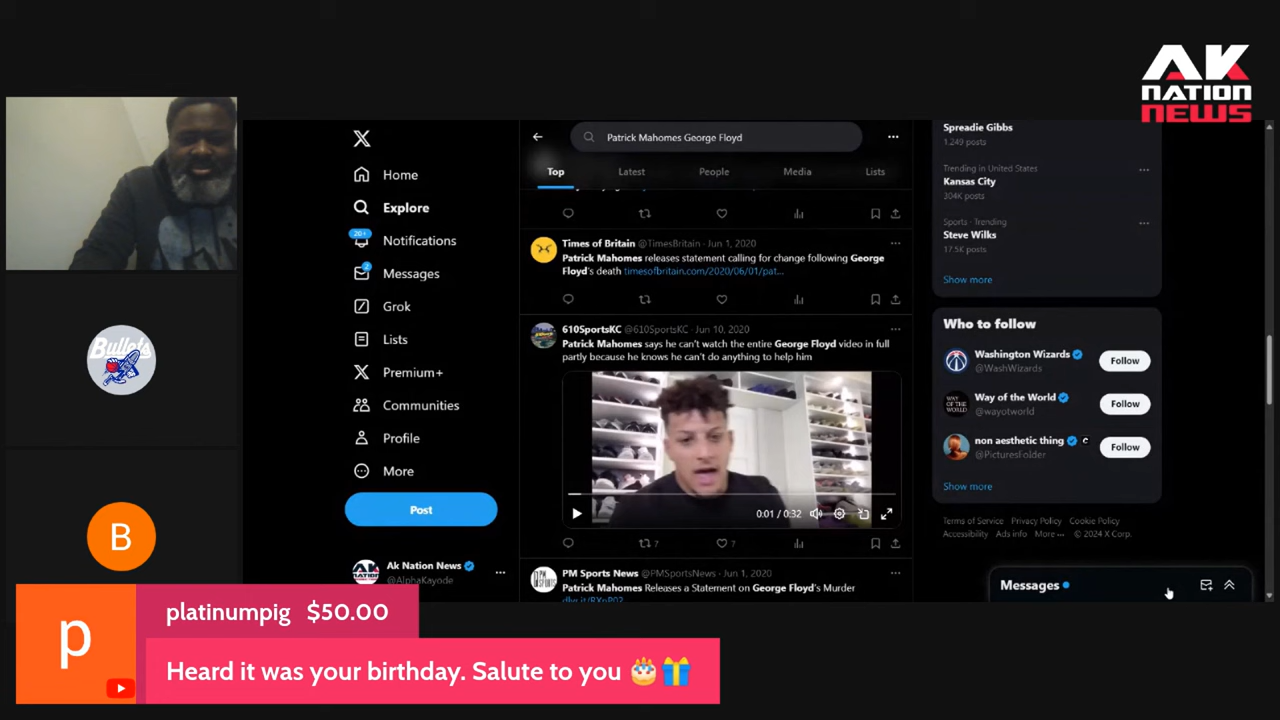 AK
NATION
NEWS
Bullets
B
Home
Explore
20+
Notifications
2
Messages
Grok
Lists
Premium+
Communities
Profile
More
Post
Ak Nation News
@AlphaKayode
Patrick Mahomes George Floyd
Top Latest People Media Lists
Times of Britain @TimesBritain · Jun 1, 2020
Patrick Mahomes releases statement calling for change following George
Floyd's death timesofbritain.com/2020/06/01/pat...
610SportsKC @610SportsKC · Jun 10, 2020
Patrick Mahomes says he can't watch the entire George Floyd video in full
partly because he knows he can't do anything to help him
0:01 / 0:32
7 7
PM Sports News @PMSportsNews · Jun 1, 2020
Patrick Mahomes Releases a Statement on George Floyd's Murder
Spreadie Gibbs
1,249 posts
Trending in United States
Kansas City
304K posts
Sports · Trending
Steve Wilks
17.5K posts
Show more
Who to follow
Washington Wizards
@WashWizards
Follow
WAY
OF THE
WORLD
Way of the World
@wayotworld
Follow
non aesthetic thing
@PicturesFoIder
Follow
Show more
Terms of Service Privacy Policy Cookie Policy
Accessibility Ads info More ... © 2024 X Corp.
Messages
p
platinumpig $50.00
Heard it was your birthday. Salute to you 🎂🎁